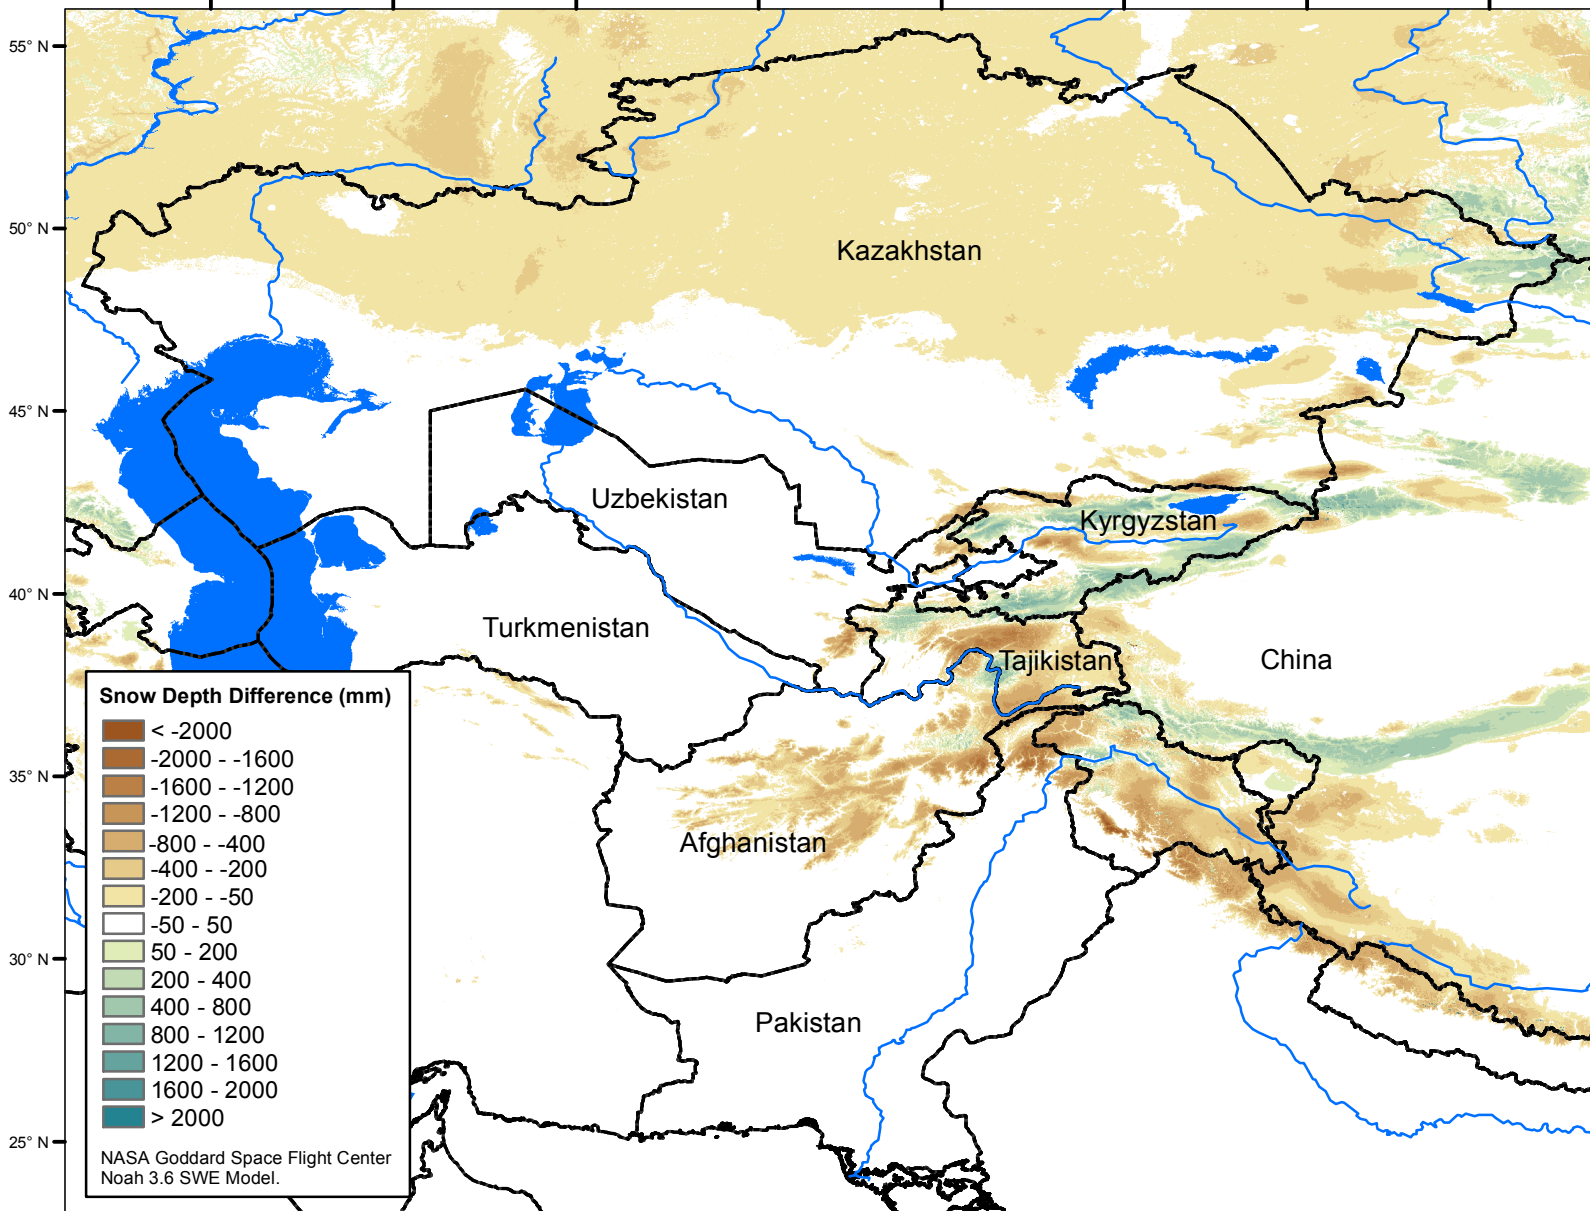 55° N
50° N
45° N
40° N
35° N
30° N
25° N
Kazakhstan
Uzbekistan
Kyrgyzstan
Turkmenistan
Tajikistan
China
Afghanistan
Pakistan
Snow Depth Difference (mm)
< -2000
-2000 - -1600
-1600 - -1200
-1200 - -800
-800 - -400
-400 - -200
-200 - -50
-50 - 50
50 - 200
200 - 400
400 - 800
800 - 1200
1200 - 1600
1600 - 2000
> 2000
NASA Goddard Space Flight Center
Noah 3.6 SWE Model.